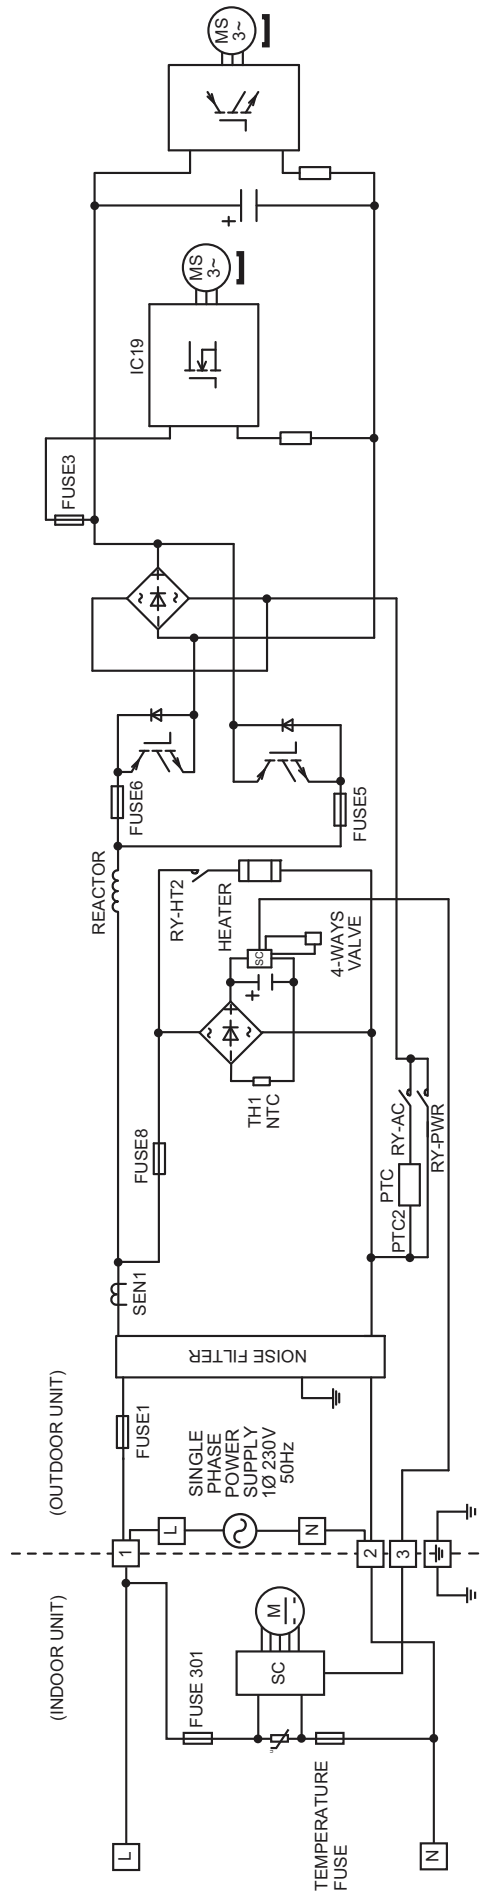 (INDOOR UNIT)
(OUTDOOR UNIT)
L
N
FUSE 301
TEMPERATURE
FUSE
SC
M
1
2
3
L
N
SINGLE
PHASE
POWER
SUPPLY
1Ø 230V
50Hz
FUSE1
NOISE FILTER
SEN1
FUSE8
TH1
NTC
+
SC
4-WAYS
VALVE
HEATER
RY-HT2
REACTOR
PTC
PTC2
RY-AC
RY-PWR
FUSE6
FUSE5
~
~
+
FUSE3
IC19
MS
3~
+
MS
3~